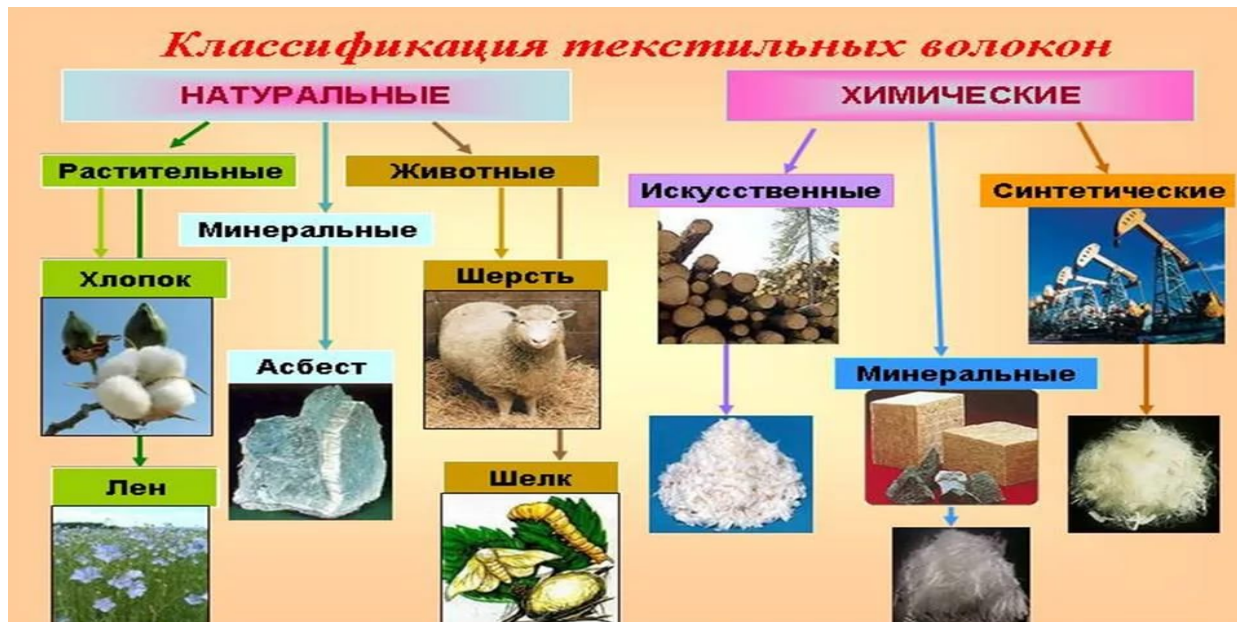 Классификация текстильных волокон
НАТУРАЛЬНЫЕ
ХИМИЧЕСКИЕ
Растительные
Животные
Искусственные
Синтетические
Минеральные
Хлопок
Шерсть
Асбест
Минеральные
Лен
Шелк